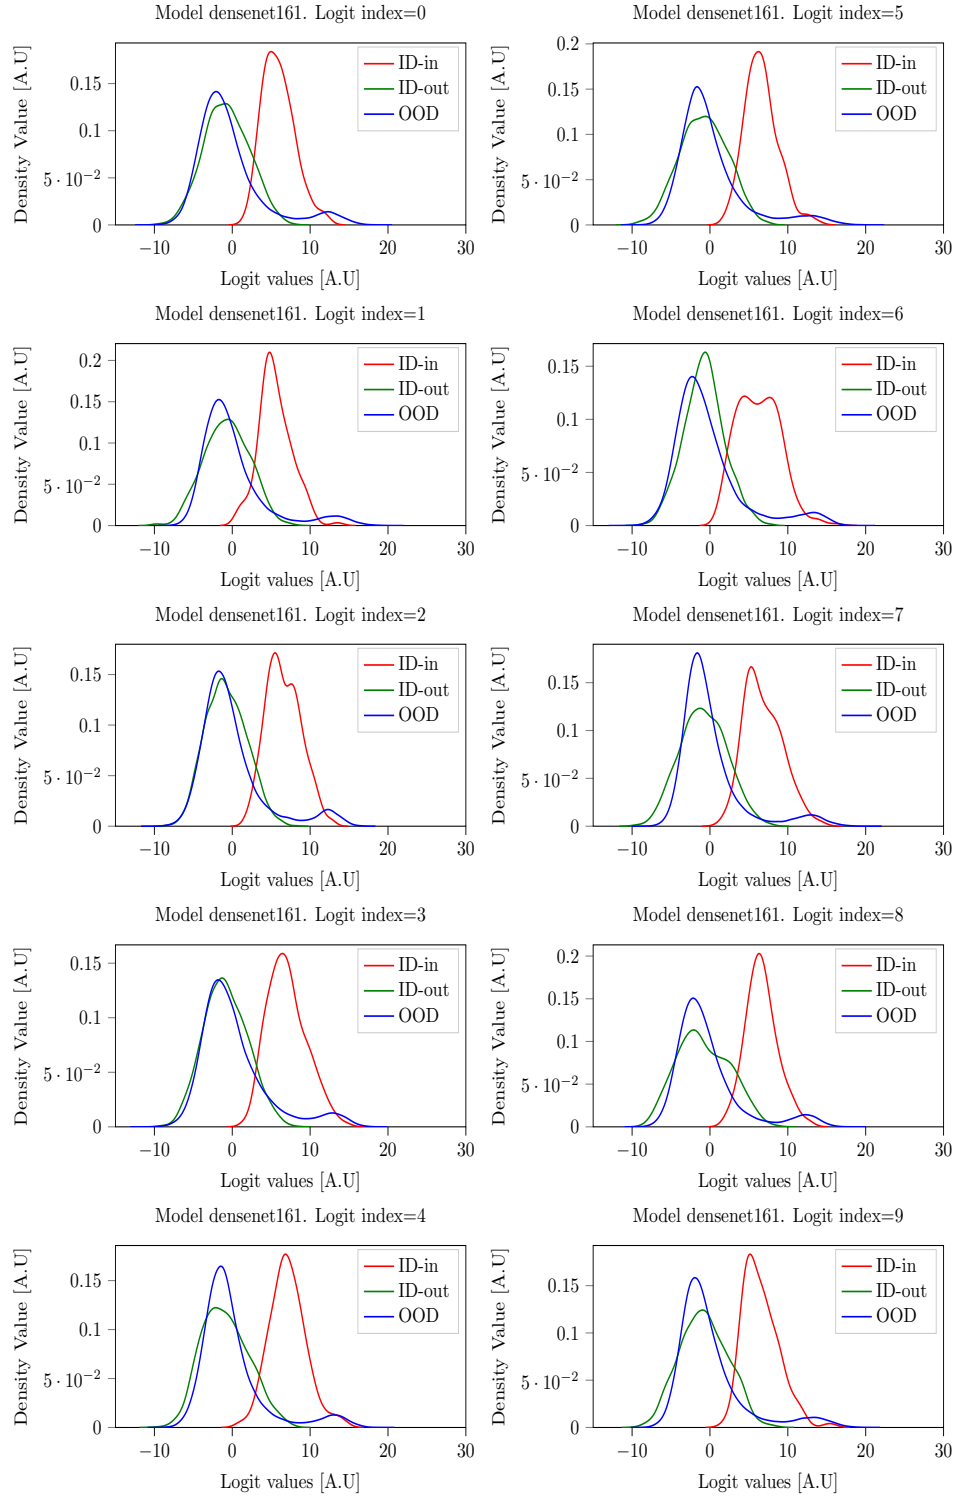 Model densenet161. Logit index=0
Density Value [A.U]
0.15
0.1
5 · 10⁻²
0
−10 0 10 20 30
Logit values [A.U]
ID-in
ID-out
OOD
Model densenet161. Logit index=5
Density Value [A.U]
0.2
0.15
0.1
5 · 10⁻²
0
−10 0 10 20 30
Logit values [A.U]
ID-in
ID-out
OOD
Model densenet161. Logit index=1
Density Value [A.U]
0.2
0.15
0.1
5 · 10⁻²
0
−10 0 10 20 30
Logit values [A.U]
ID-in
ID-out
OOD
Model densenet161. Logit index=6
Density Value [A.U]
0.15
0.1
5 · 10⁻²
0
−10 0 10 20 30
Logit values [A.U]
ID-in
ID-out
OOD
Model densenet161. Logit index=2
Density Value [A.U]
0.15
0.1
5 · 10⁻²
0
−10 0 10 20 30
Logit values [A.U]
ID-in
ID-out
OOD
Model densenet161. Logit index=7
Density Value [A.U]
0.15
0.1
5 · 10⁻²
0
−10 0 10 20 30
Logit values [A.U]
ID-in
ID-out
OOD
Model densenet161. Logit index=3
Density Value [A.U]
0.15
0.1
5 · 10⁻²
0
−10 0 10 20 30
Logit values [A.U]
ID-in
ID-out
OOD
Model densenet161. Logit index=8
Density Value [A.U]
0.2
0.15
0.1
5 · 10⁻²
0
−10 0 10 20 30
Logit values [A.U]
ID-in
ID-out
OOD
Model densenet161. Logit index=4
Density Value [A.U]
0.15
0.1
5 · 10⁻²
0
−10 0 10 20 30
Logit values [A.U]
ID-in
ID-out
OOD
Model densenet161. Logit index=9
Density Value [A.U]
0.15
0.1
5 · 10⁻²
0
−10 0 10 20 30
Logit values [A.U]
ID-in
ID-out
OOD